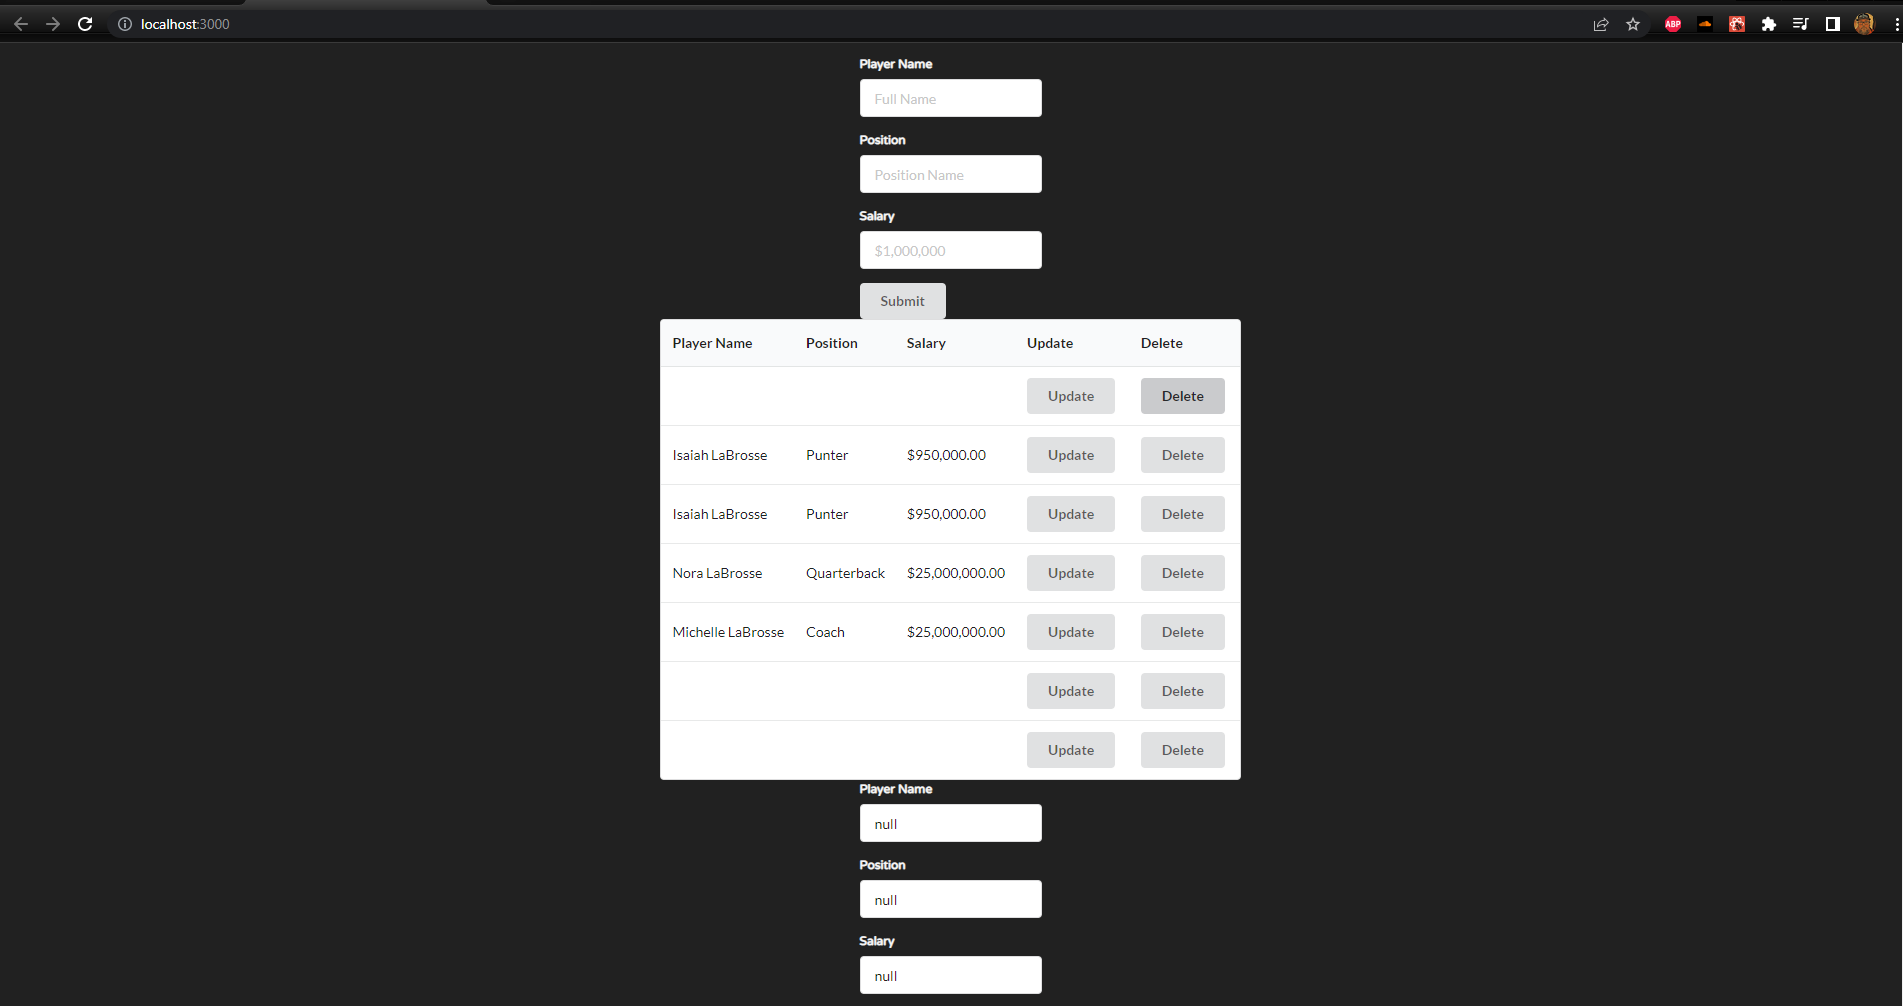 localhost:3000
ABP
Player Name
Full Name
Position
Position Name
Salary
$1,000,000
Submit
Player Name Position Salary Update Delete
Update Delete
Isaiah LaBrosse Punter $950,000.00 Update Delete
Isaiah LaBrosse Punter $950,000.00 Update Delete
Nora LaBrosse Quarterback $25,000,000.00 Update Delete
Michelle LaBrosse Coach $25,000,000.00 Update Delete
Update Delete
Update Delete
Player Name
null
Position
null
Salary
null